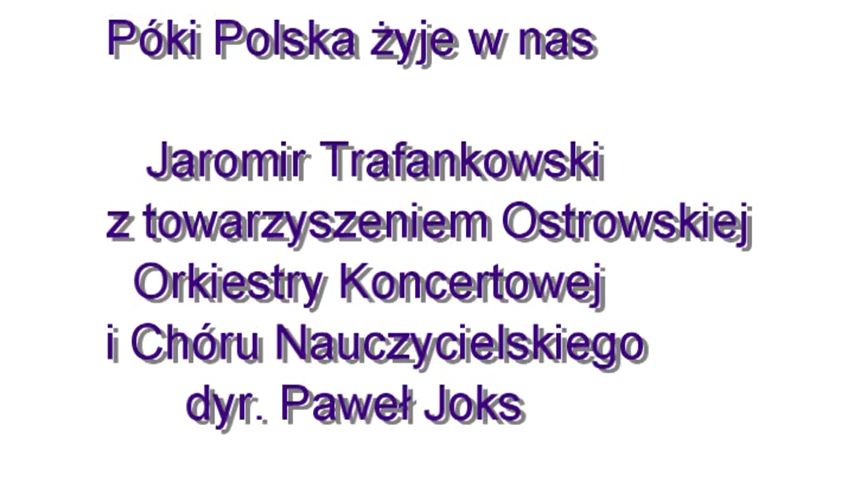 Póki Polska żyje w nas
Jaromir Trafankowski
z towarzyszeniem Ostrowskiej
Orkiestry Koncertowej
i Chóru Nauczycielskiego
dyr. Paweł Joks